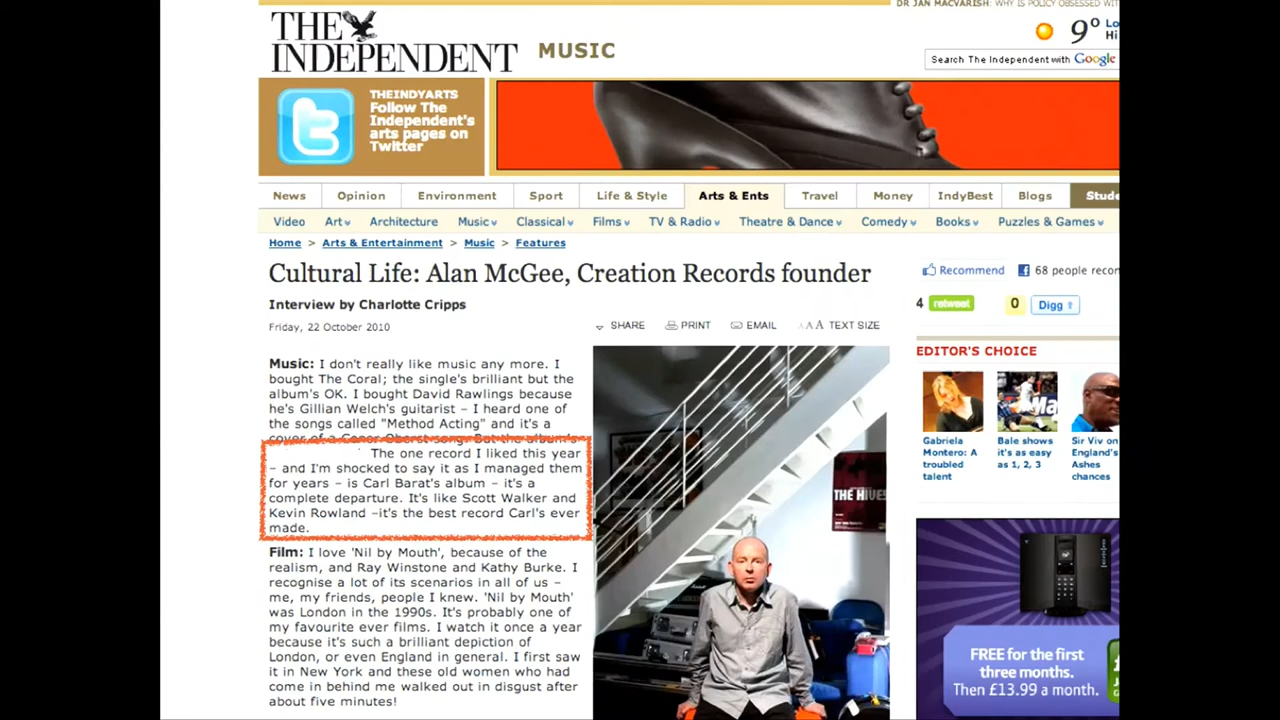 DR JAN MACVARISH: WHY IS POLICY OBSESSED WIT
THE
INDEPENDENT
MUSIC
9° Lo
Hi
Search The Independent with Google
THEINDYARTS
Follow The
Independent's
arts pages on
Twitter
News Opinion Environment Sport Life & Style Arts & Ents Travel Money IndyBest Blogs Stude
Video Art Architecture Music Classical Films TV & Radio Theatre & Dance Comedy Books Puzzles & Games
Home > Arts & Entertainment > Music > Features
Cultural Life: Alan McGee, Creation Records founder
Interview by Charlotte Cripps
Friday, 22 October 2010
SHARE PRINT EMAIL AAA TEXT SIZE
Music: I don't really like music any more. I
bought The Coral; the single's brilliant but the
album's OK. I bought David Rawlings because
he's Gillian Welch's guitarist – I heard one of
the songs called "Method Acting" and it's a
cover of a Conor Oberst song. But the album's
The one record I liked this year
– and I'm shocked to say it as I managed them
for years – is Carl Barat's album – it's a
complete departure. It's like Scott Walker and
Kevin Rowland –it's the best record Carl's ever
made.
Film: I love 'Nil by Mouth', because of the
realism, and Ray Winstone and Kathy Burke. I
recognise a lot of its scenarios in all of us –
me, my friends, people I knew. 'Nil by Mouth'
was London in the 1990s. It's probably one of
my favourite ever films. I watch it once a year
because it's such a brilliant depiction of
London, or even England in general. I first saw
it in New York and these old women who had
come in behind me walked out in disgust after
about five minutes!
THE HIVES
Recommend 68 people recon
4 retweet 0 Digg
EDITOR'S CHOICE
Gabriela
Montero: A
troubled
talent
Bale shows
it's as easy
as 1, 2, 3
Sir Viv on
England's
Ashes
chances
FREE for the first
three months.
Then £13.99 a month.